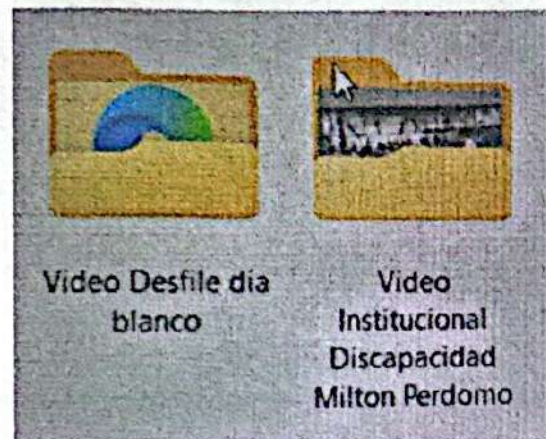 Video Desfile dia
blanco
Video
Institucional
Discapacidad
Milton Perdomo